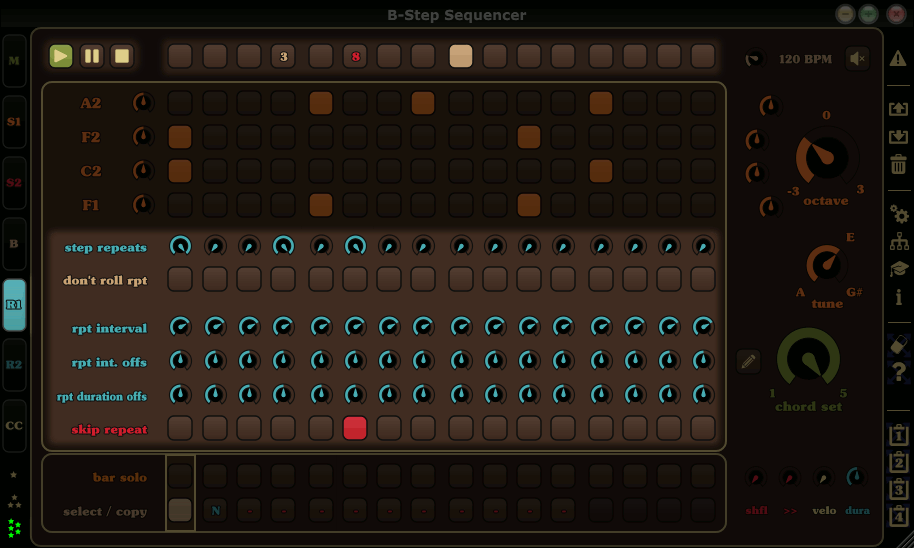 B-Step Sequencer
M
S1
S2
B
R1
R2
CC
3 8
120 BPM
A2
F2
C2
F1
step repeats
don't roll rpt
rpt interval
rpt int. offs
rpt duration offs
skip repeat
bar solo
select / copy
N - - - - - - - - - -
0
-3 3
octave
E
A G#
tune
1 5
chord set
shfl >> velo dura
i
?
1
2
3
4